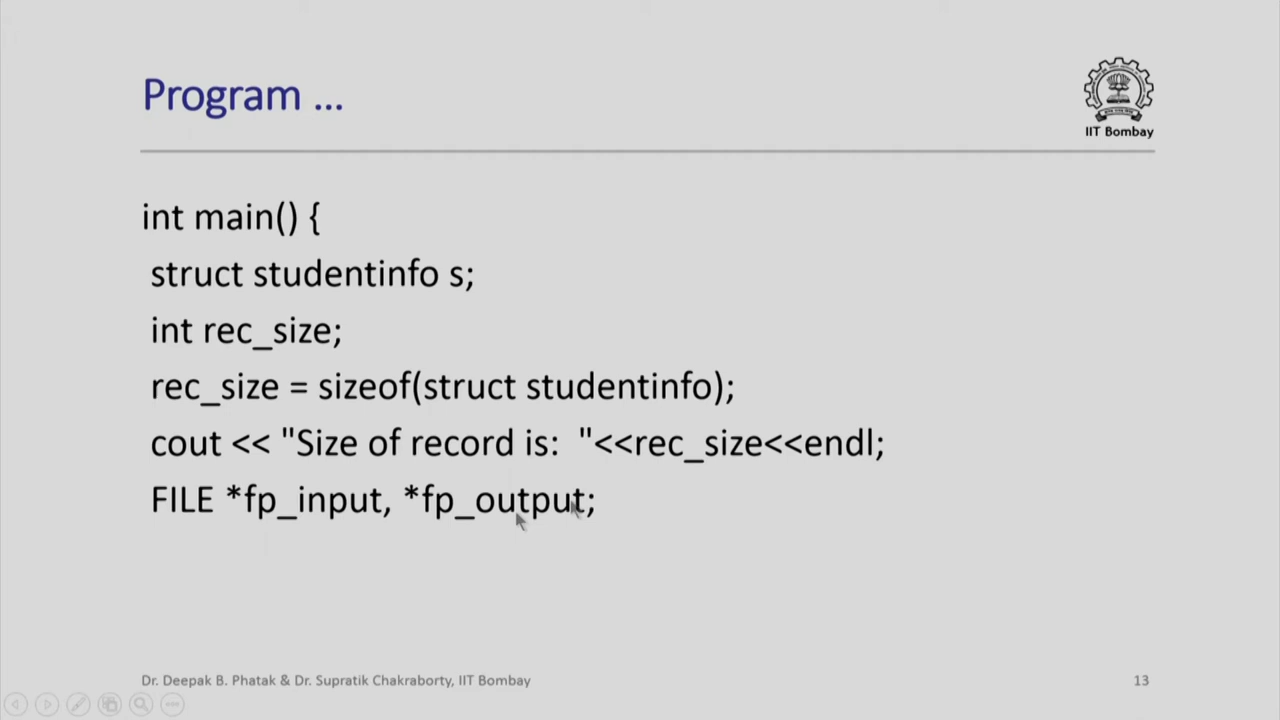 Program ...
IIT Bombay
int main() {
struct studentinfo s;
int rec_size;
rec_size = sizeof(struct studentinfo);
cout << "Size of record is:  "<<rec_size<<endl;
FILE *fp_input, *fp_output;
Dr. Deepak B. Phatak & Dr. Supratik Chakraborty, IIT Bombay
13